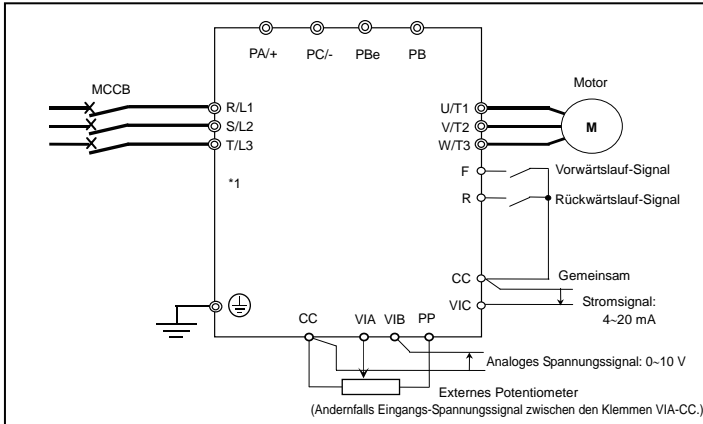 PA/+ PC/- PBe PB
MCCB
Motor
R/L1 U/T1
S/L2 V/T2 M
T/L3 W/T3
F Vorwärtslauf-Signal
*1
R Rückwärtslauf-Signal
CC Gemeinsam
VIC Stromsignal:
4~20 mA
CC VIA VIB PP
Analoges Spannungssignal: 0~10 V
Externes Potentiometer
(Andernfalls Eingangs-Spannungssignal zwischen den Klemmen VIA-CC.)